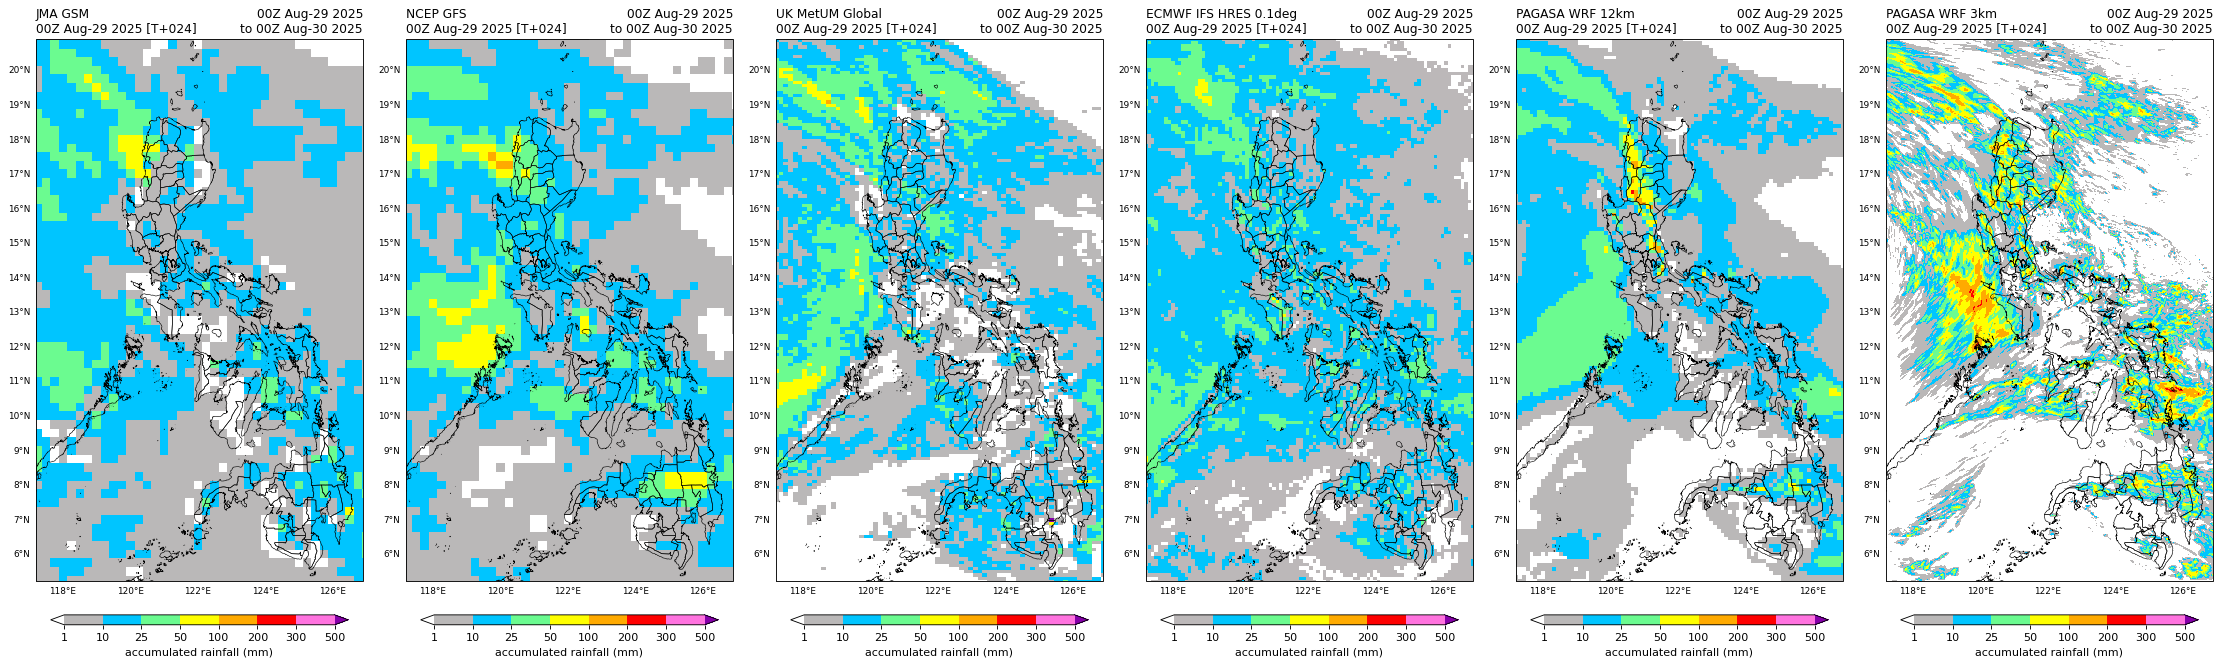 JMA GSM 00Z Aug-29 2025
00Z Aug-29 2025 [T+024] to 00Z Aug-30 2025
20°N
19°N
18°N
17°N
16°N
15°N
14°N
13°N
12°N
11°N
10°N
9°N
8°N
7°N
6°N
118°E 120°E 122°E 124°E 126°E
1 10 25 50 100 200 300 500
accumulated rainfall (mm)
NCEP GFS 00Z Aug-29 2025
00Z Aug-29 2025 [T+024] to 00Z Aug-30 2025
20°N
19°N
18°N
17°N
16°N
15°N
14°N
13°N
12°N
11°N
10°N
9°N
8°N
7°N
6°N
118°E 120°E 122°E 124°E 126°E
1 10 25 50 100 200 300 500
accumulated rainfall (mm)
UK MetUM Global 00Z Aug-29 2025
00Z Aug-29 2025 [T+024] to 00Z Aug-30 2025
20°N
19°N
18°N
17°N
16°N
15°N
14°N
13°N
12°N
11°N
10°N
9°N
8°N
7°N
6°N
118°E 120°E 122°E 124°E 126°E
1 10 25 50 100 200 300 500
accumulated rainfall (mm)
ECMWF IFS HRES 0.1deg 00Z Aug-29 2025
00Z Aug-29 2025 [T+024] to 00Z Aug-30 2025
20°N
19°N
18°N
17°N
16°N
15°N
14°N
13°N
12°N
11°N
10°N
9°N
8°N
7°N
6°N
118°E 120°E 122°E 124°E 126°E
1 10 25 50 100 200 300 500
accumulated rainfall (mm)
PAGASA WRF 12km 00Z Aug-29 2025
00Z Aug-29 2025 [T+024] to 00Z Aug-30 2025
20°N
19°N
18°N
17°N
16°N
15°N
14°N
13°N
12°N
11°N
10°N
9°N
8°N
7°N
6°N
118°E 120°E 122°E 124°E 126°E
1 10 25 50 100 200 300 500
accumulated rainfall (mm)
PAGASA WRF 3km 00Z Aug-29 2025
00Z Aug-29 2025 [T+024] to 00Z Aug-30 2025
20°N
19°N
18°N
17°N
16°N
15°N
14°N
13°N
12°N
11°N
10°N
9°N
8°N
7°N
6°N
118°E 120°E 122°E 124°E 126°E
1 10 25 50 100 200 300 500
accumulated rainfall (mm)